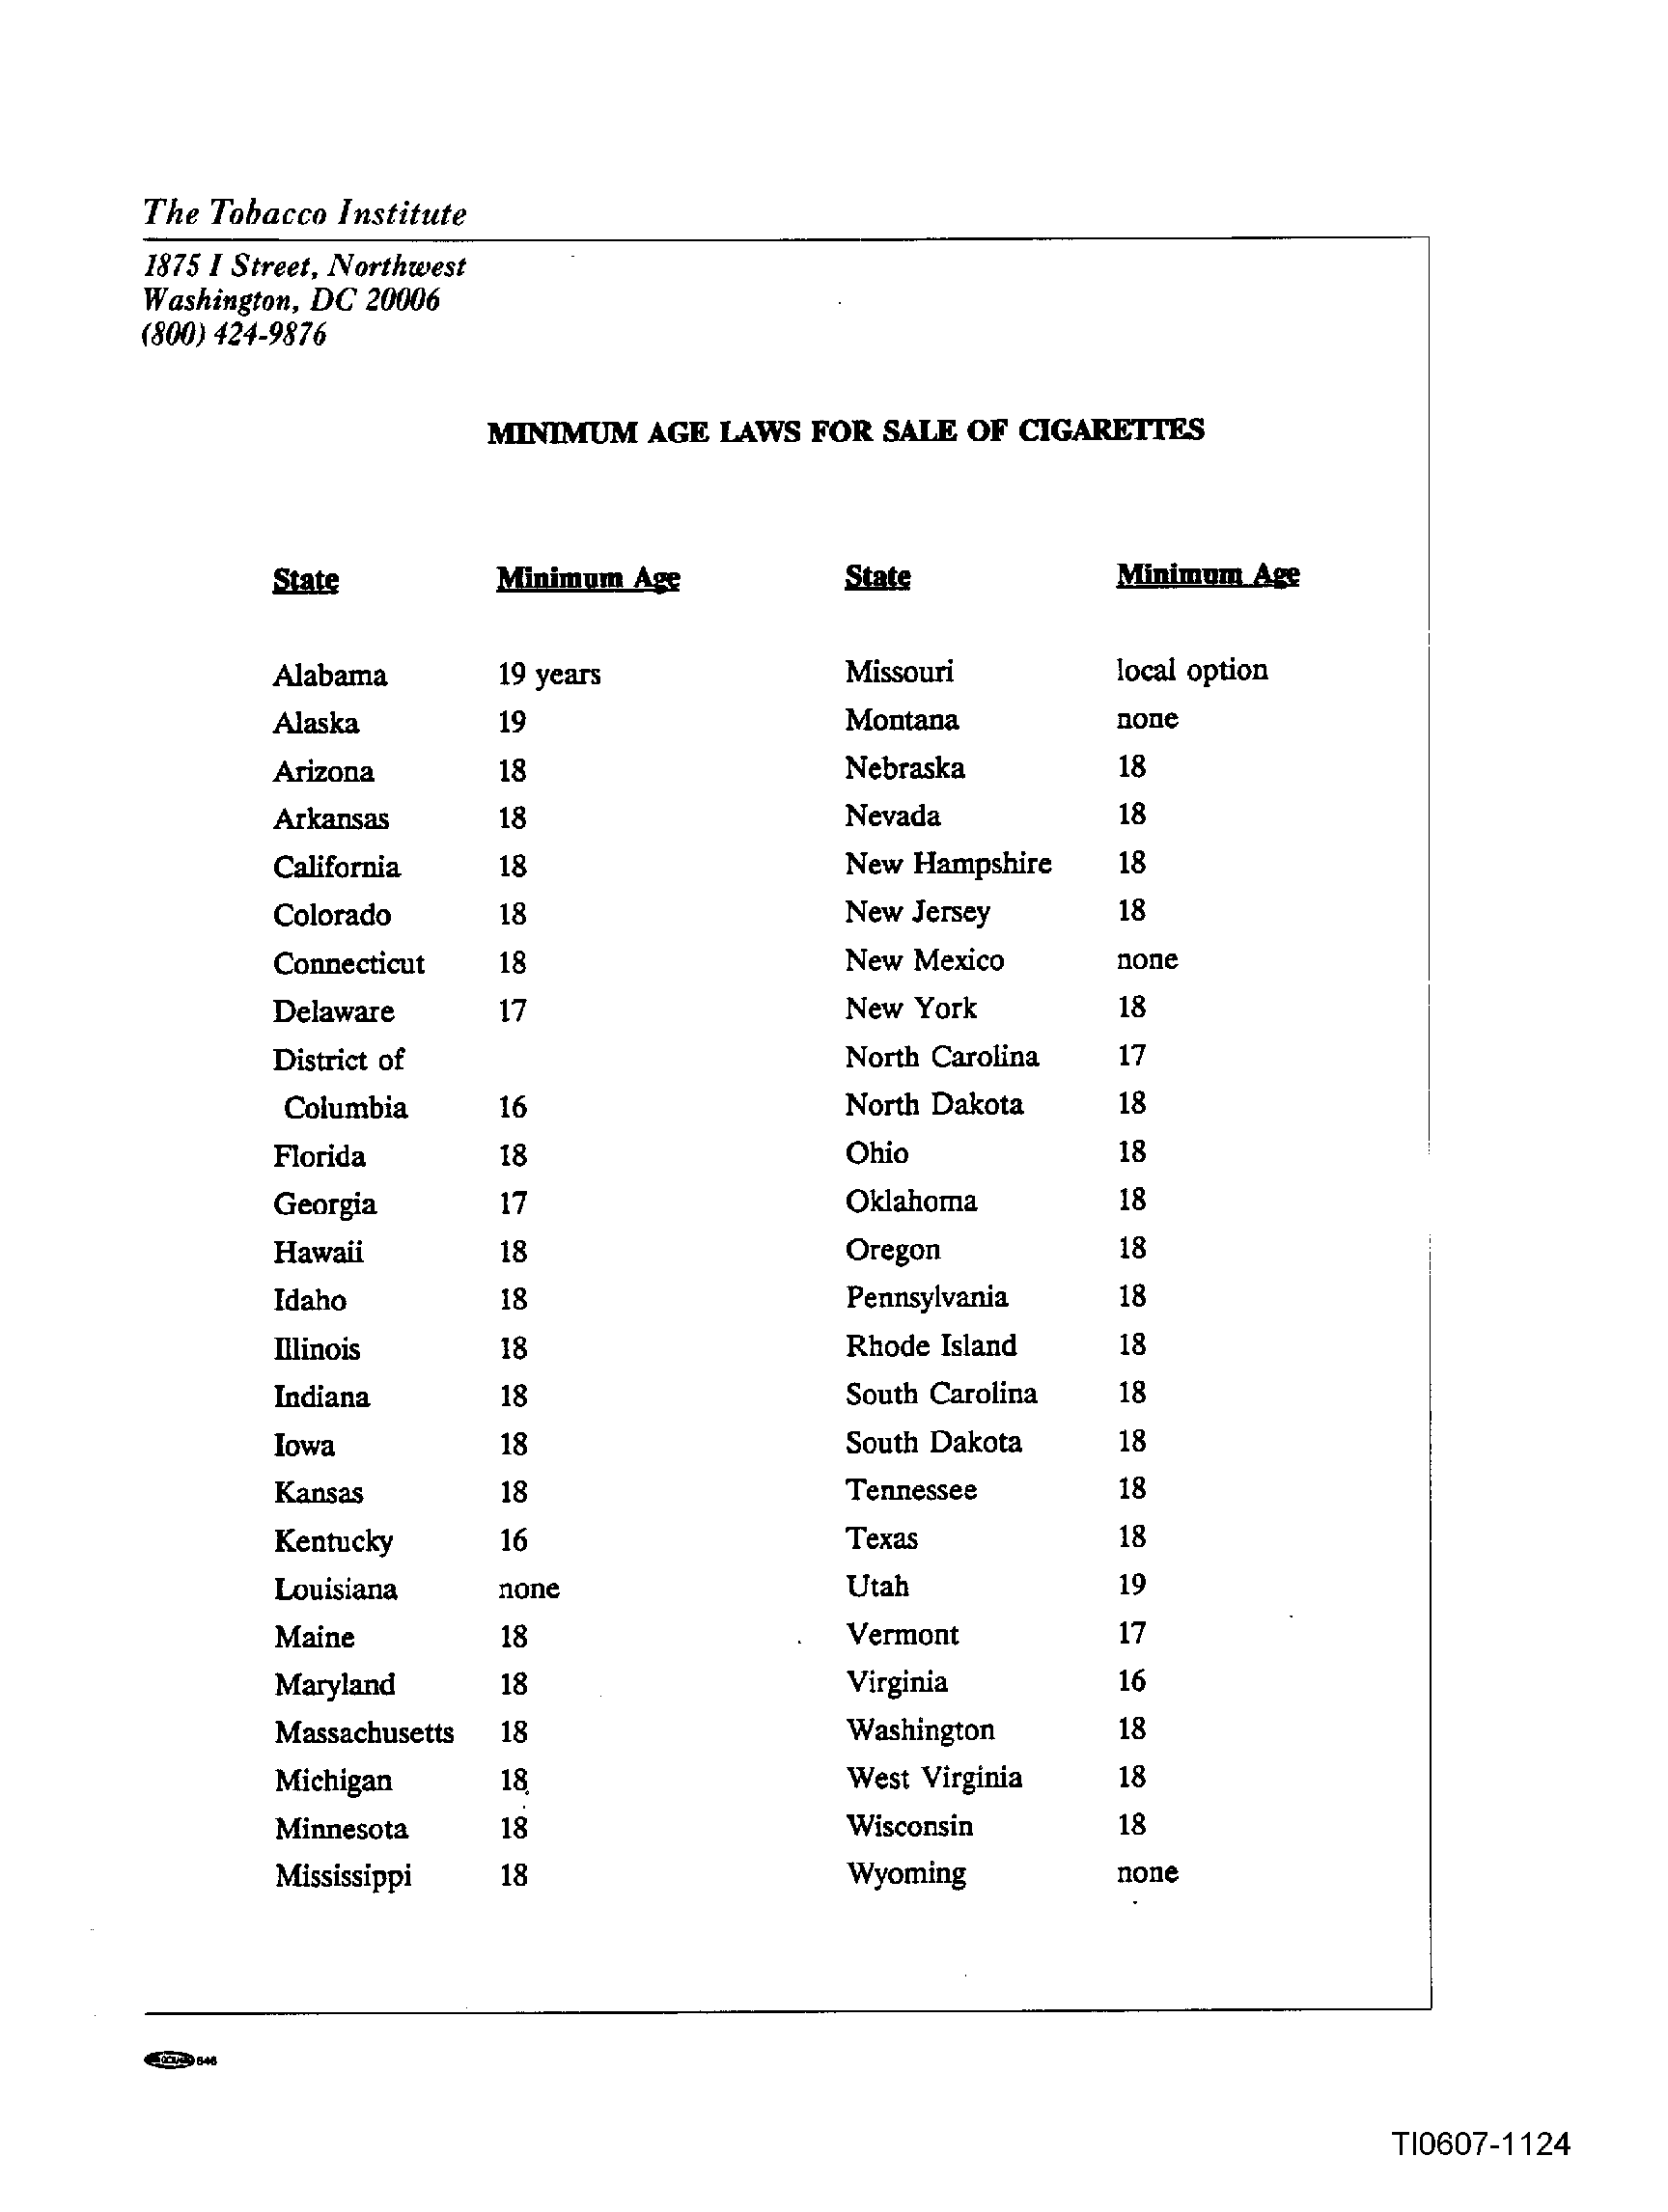 The Tobacco Institute
1875 I Street, Northwest
Washington, DC 20006
(800) 424-9876
MINIMUM AGE LAWS FOR SALE OF CIGARETTES
State Minimum Age State Minimum Age
Alabama 19 years Missouri local option
Alaska 19 Montana none
Arizona 18 Nebraska 18
Arkansas 18 Nevada 18
California 18 New Hampshire 18
Colorado 18 New Jersey 18
Connecticut 18 New Mexico none
Delaware 17 New York 18
District of North Carolina 17
Columbia 16 North Dakota 18
Florida 18 Ohio 18
Georgia 17 Oklahoma 18
Hawaii 18 Oregon 18
Idaho 18 Pennsylvania 18
Illinois 18 Rhode Island 18
Indiana 18 South Carolina 18
Iowa 18 South Dakota 18
Kansas 18 Tennessee 18
Kentucky 16 Texas 18
Louisiana none Utah 19
Maine 18 Vermont 17
Maryland 18 Virginia 16
Massachusetts 18 Washington 18
Michigan 18 West Virginia 18
Minnesota 18 Wisconsin 18
Mississippi 18 Wyoming none
TI0607-1124